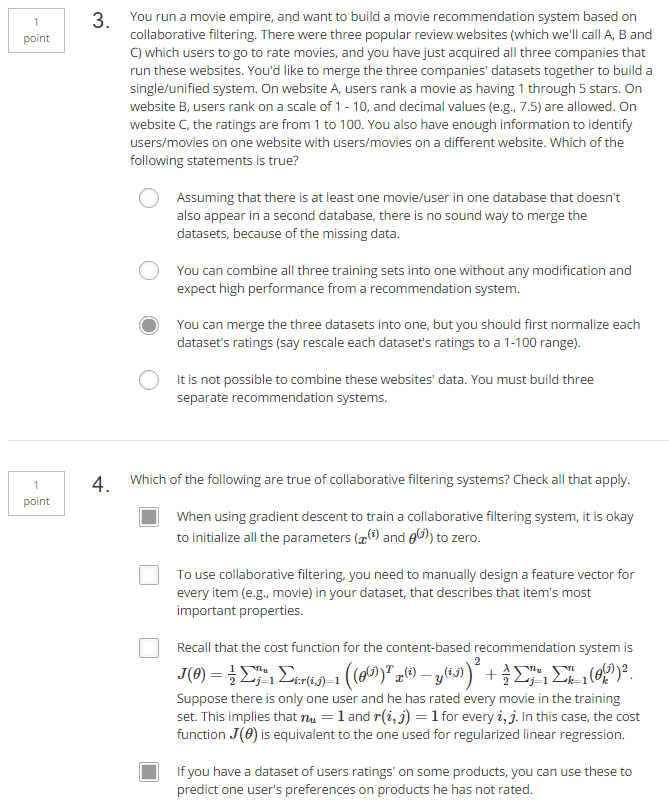 1
point
3. You run a movie empire, and want to build a movie recommendation system based on
collaborative filtering. There were three popular review websites (which we'll call A, B and
C) which users to go to rate movies, and you have just acquired all three companies that
run these websites. You'd like to merge the three companies' datasets together to build a
single/unified system. On website A, users rank a movie as having 1 through 5 stars. On
website B, users rank on a scale of 1 - 10, and decimal values (e.g., 7.5) are allowed. On
website C, the ratings are from 1 to 100. You also have enough information to identify
users/movies on one website with users/movies on a different website. Which of the
following statements is true?
Assuming that there is at least one movie/user in one database that doesn't
also appear in a second database, there is no sound way to merge the
datasets, because of the missing data.
You can combine all three training sets into one without any modification and
expect high performance from a recommendation system.
You can merge the three datasets into one, but you should first normalize each
dataset's ratings (say rescale each dataset's ratings to a 1-100 range).
It is not possible to combine these websites' data. You must build three
separate recommendation systems.
1
point
4. Which of the following are true of collaborative filtering systems? Check all that apply.
When using gradient descent to train a collaborative filtering system, it is okay
to initialize all the parameters (x^{(i)} and θ^{(j)}) to zero.
To use collaborative filtering, you need to manually design a feature vector for
every item (e.g., movie) in your dataset, that describes that item's most
important properties.
Recall that the cost function for the content-based recommendation system is
J(θ) = \frac{1}{2} ∑_{j=1}^{n_u} ∑_{i:r(i,j)=1} ((θ^{(j)})^T x^{(i)} − y^{(i,j)})^2 + \frac{λ}{2} ∑_{j=1}^{n_u} ∑_{k=1}^{n} (θ_k^{(j)})^2.
Suppose there is only one user and he has rated every movie in the training
set. This implies that n_u = 1 and r(i, j) = 1 for every i, j. In this case, the cost
function J(θ) is equivalent to the one used for regularized linear regression.
If you have a dataset of users ratings' on some products, you can use these to
predict one user's preferences on products he has not rated.